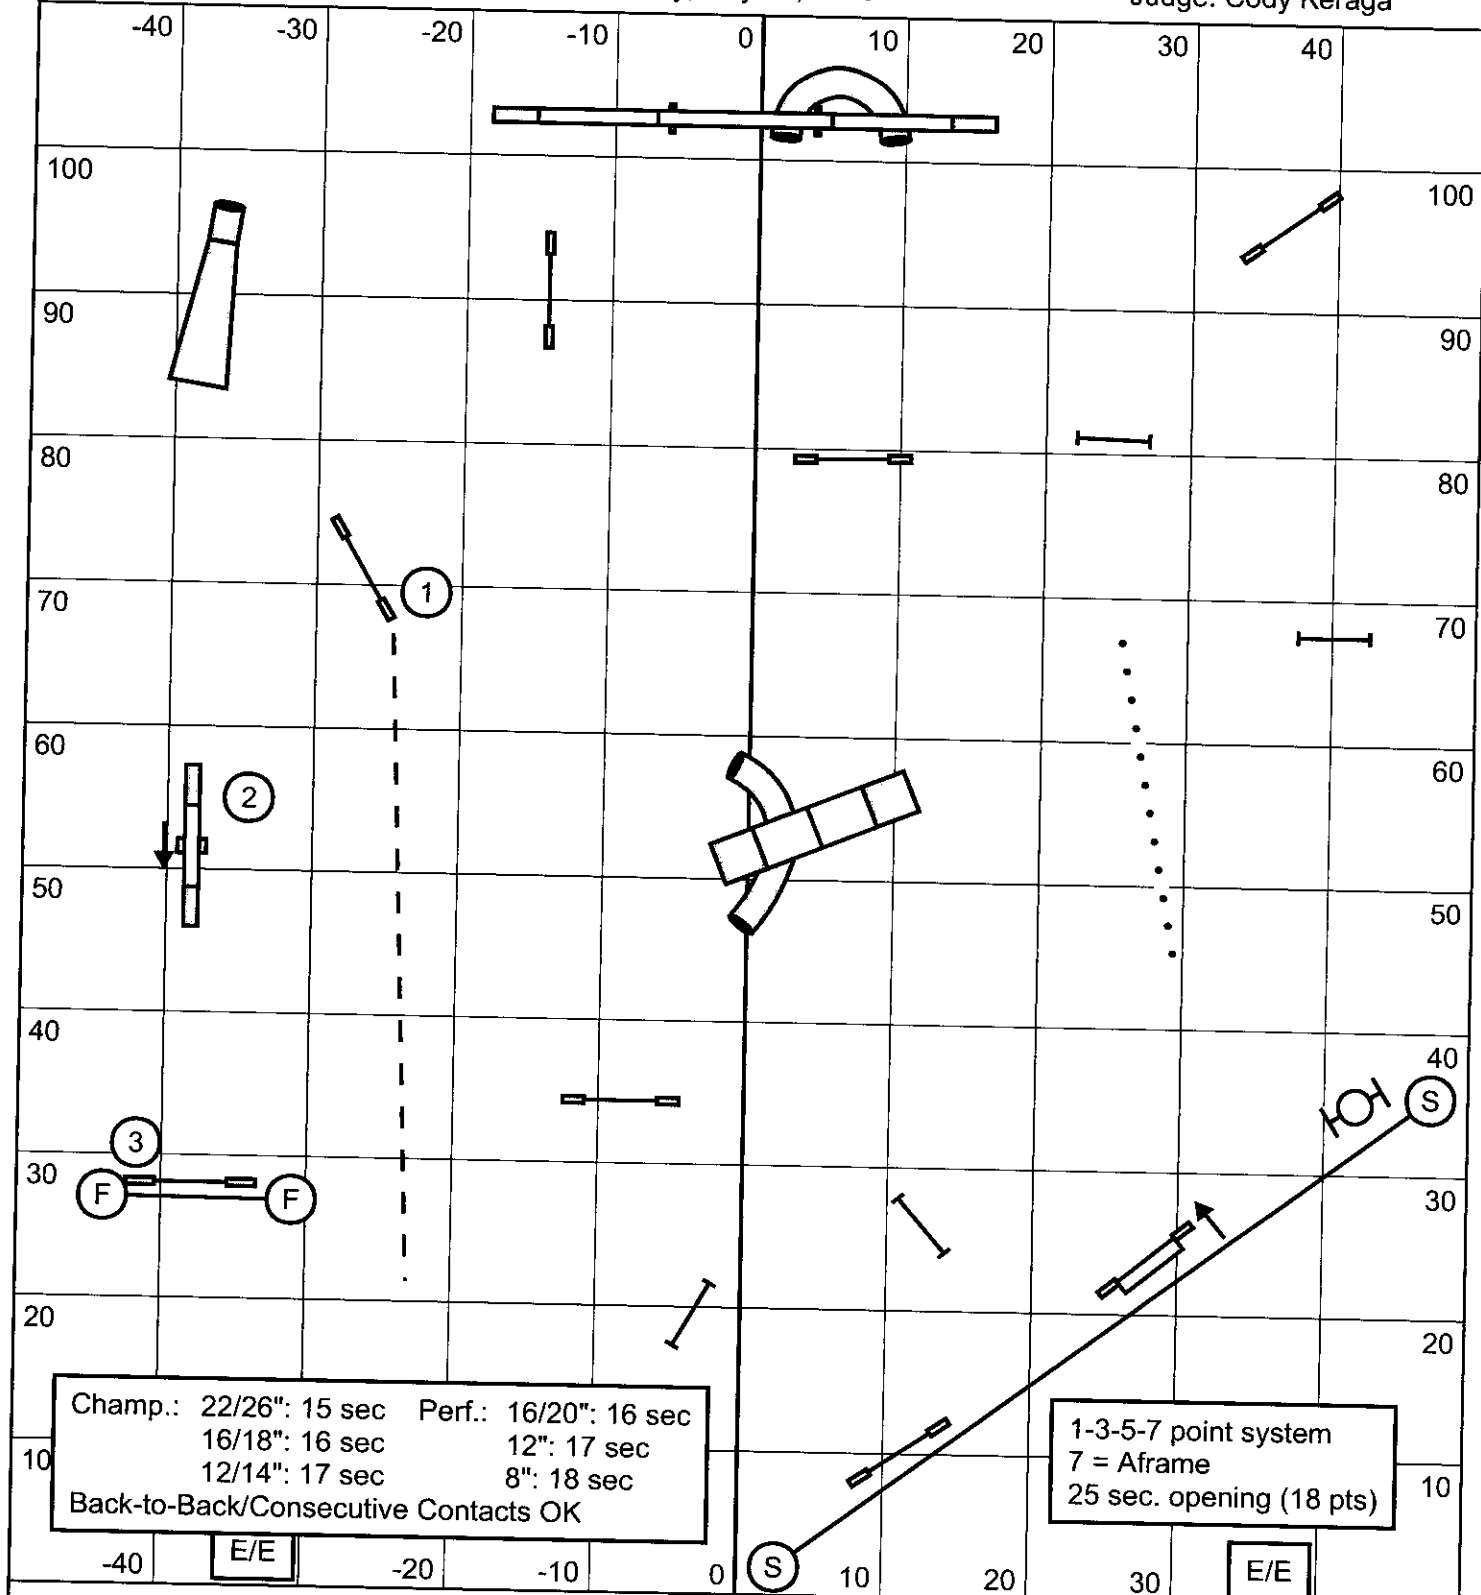 Judge: Cody Keraga
-40 -30 -20 -10 0 10 20 30 40
100 100
90 90
80 80
1
70 70
60 60
2
50 50
40 40
S
3
30 30
F F
20 20
Champ.: 22/26": 15 sec Perf.: 16/20": 16 sec
16/18": 16 sec 12": 17 sec
12/14": 17 sec 8": 18 sec
Back-to-Back/Consecutive Contacts OK
1-3-5-7 point system
7 = Aframe
25 sec. opening (18 pts)
10 10
E/E E/E
-40 -20 -10 0 S 10 20 30